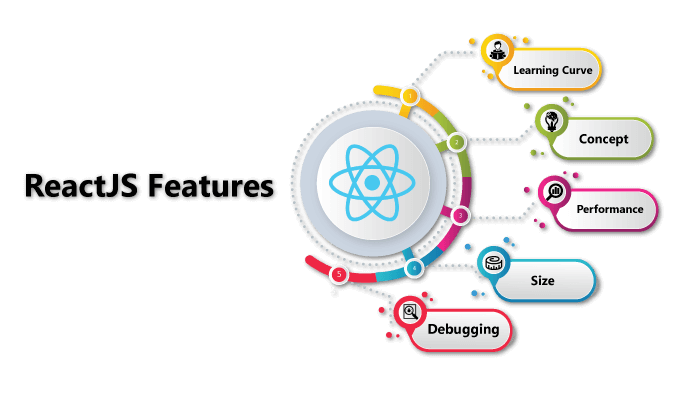 ReactJS Features
1
Learning Curve
2
Concept
3
Performance
4
Size
5
Debugging